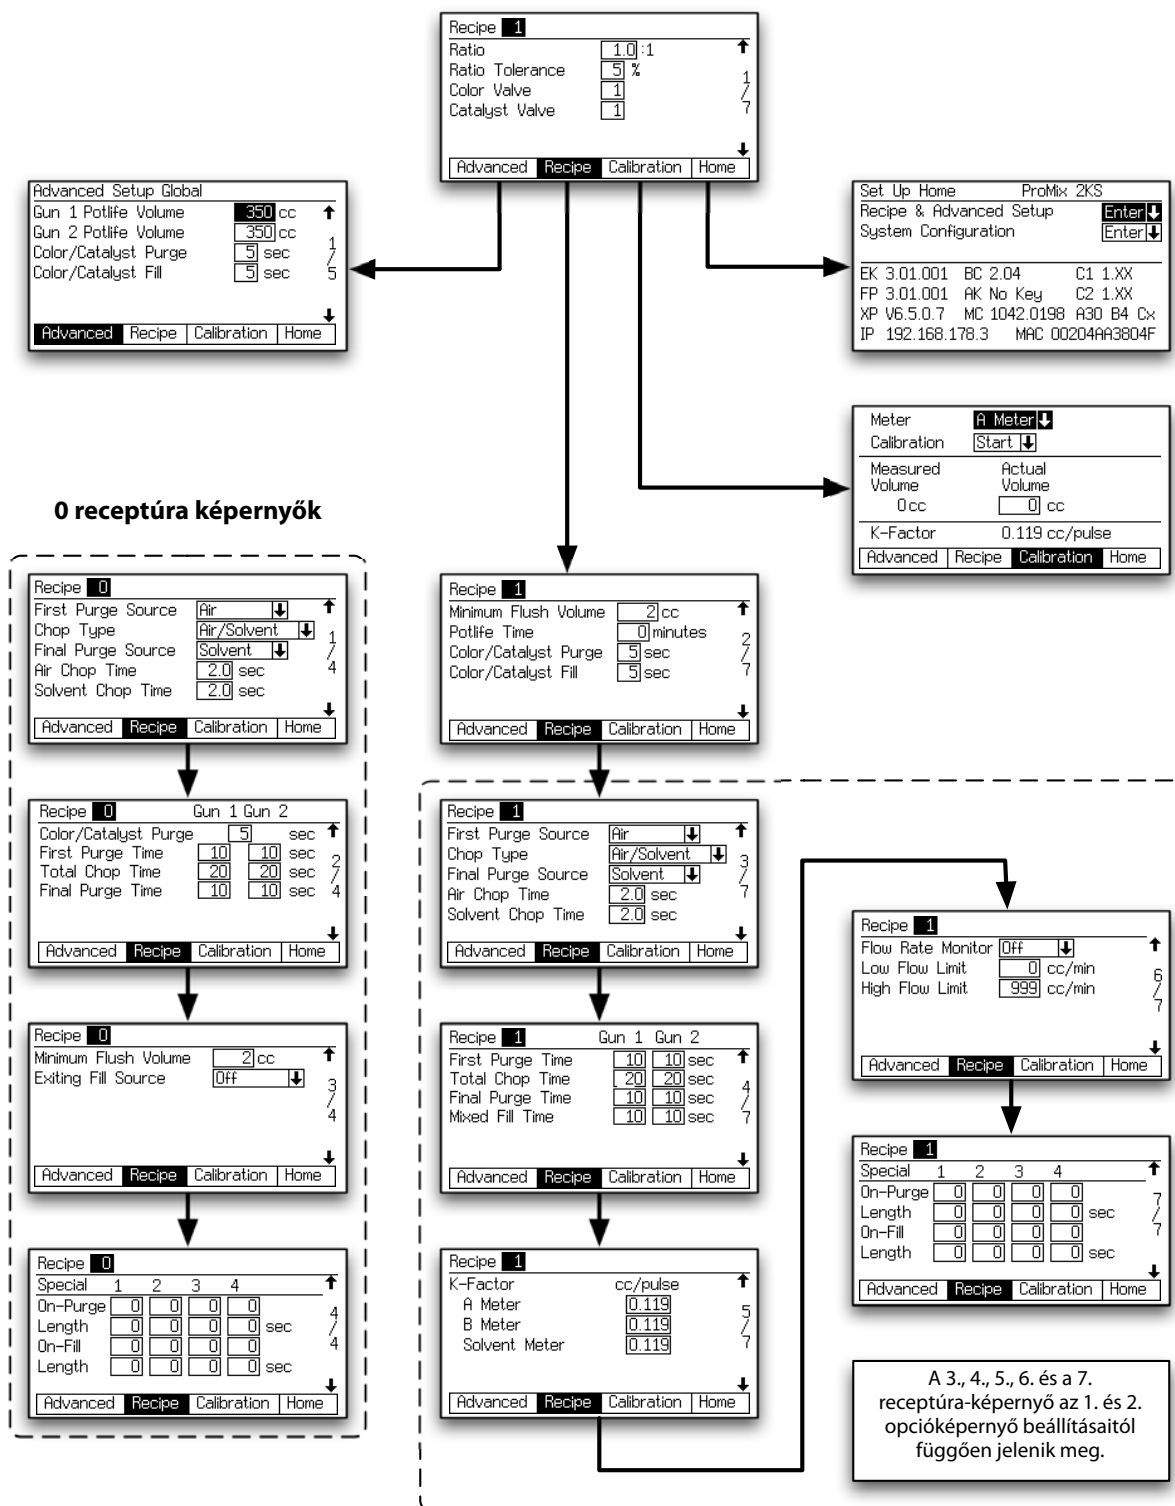 Recipe 1
Ratio 1.0 :1
Ratio Tolerance 5 %
Color Valve 1
Catalyst Valve 1
1/7
Advanced Recipe Calibration Home
Advanced Setup Global
Gun 1 Potlife Volume 350 cc
Gun 2 Potlife Volume 350 cc
Color/Catalyst Purge 5 sec
Color/Catalyst Fill 5 sec
1/5
Advanced Recipe Calibration Home
Set Up Home ProMix 2KS
Recipe & Advanced Setup Enter
System Configuration Enter
EK 3.01.001 BC 2.04 C1 1.XX
FP 3.01.001 AK No Key C2 1.XX
XP V6.5.0.7 MC 1042.0198 A30 B4 Cx
IP 192.168.178.3 MAC 00204AA3804F
Meter A Meter
Calibration Start
Measured Actual
Volume Volume
0 cc 0 cc
K-Factor 0.119 cc/pulse
Advanced Recipe Calibration Home
0 receptúra képernyők
Recipe 0
First Purge Source Air
Chop Type Air/Solvent
Final Purge Source Solvent
Air Chop Time 2.0 sec
Solvent Chop Time 2.0 sec
1/4
Advanced Recipe Calibration Home
Recipe 0 Gun 1 Gun 2
Color/Catalyst Purge 5 sec
First Purge Time 10 10 sec
Total Chop Time 20 20 sec
Final Purge Time 10 10 sec
2/4
Advanced Recipe Calibration Home
Recipe 0
Minimum Flush Volume 2 cc
Exiting Fill Source Off
3/4
Advanced Recipe Calibration Home
Recipe 0
Special 1 2 3 4
On-Purge 0 0 0 0
Length 0 0 0 0 sec
On-Fill 0 0 0 0
Length 0 0 0 0 sec
4/4
Advanced Recipe Calibration Home
Recipe 1
Minimum Flush Volume 2 cc
Potlife Time 0 minutes
Color/Catalyst Purge 5 sec
Color/Catalyst Fill 5 sec
2/7
Advanced Recipe Calibration Home
Recipe 1
First Purge Source Air
Chop Type Air/Solvent
Final Purge Source Solvent
Air Chop Time 2.0 sec
Solvent Chop Time 2.0 sec
3/7
Advanced Recipe Calibration Home
Recipe 1 Gun 1 Gun 2
First Purge Time 10 10 sec
Total Chop Time 20 20 sec
Final Purge Time 10 10 sec
Mixed Fill Time 10 10 sec
4/7
Advanced Recipe Calibration Home
Recipe 1
K-Factor cc/pulse
A Meter 0.119
B Meter 0.119
Solvent Meter 0.119
5/7
Advanced Recipe Calibration Home
Recipe 1
Flow Rate Monitor Off
Low Flow Limit 0 cc/min
High Flow Limit 999 cc/min
6/7
Advanced Recipe Calibration Home
Recipe 1
Special 1 2 3 4
On-Purge 0 0 0 0
Length 0 0 0 0 sec
On-Fill 0 0 0 0
Length 0 0 0 0 sec
7/7
Advanced Recipe Calibration Home
A 3., 4., 5., 6. és a 7.
receptúra-képernyő az 1. és 2.
opcióképernyő beállításaitól
függően jelenik meg.